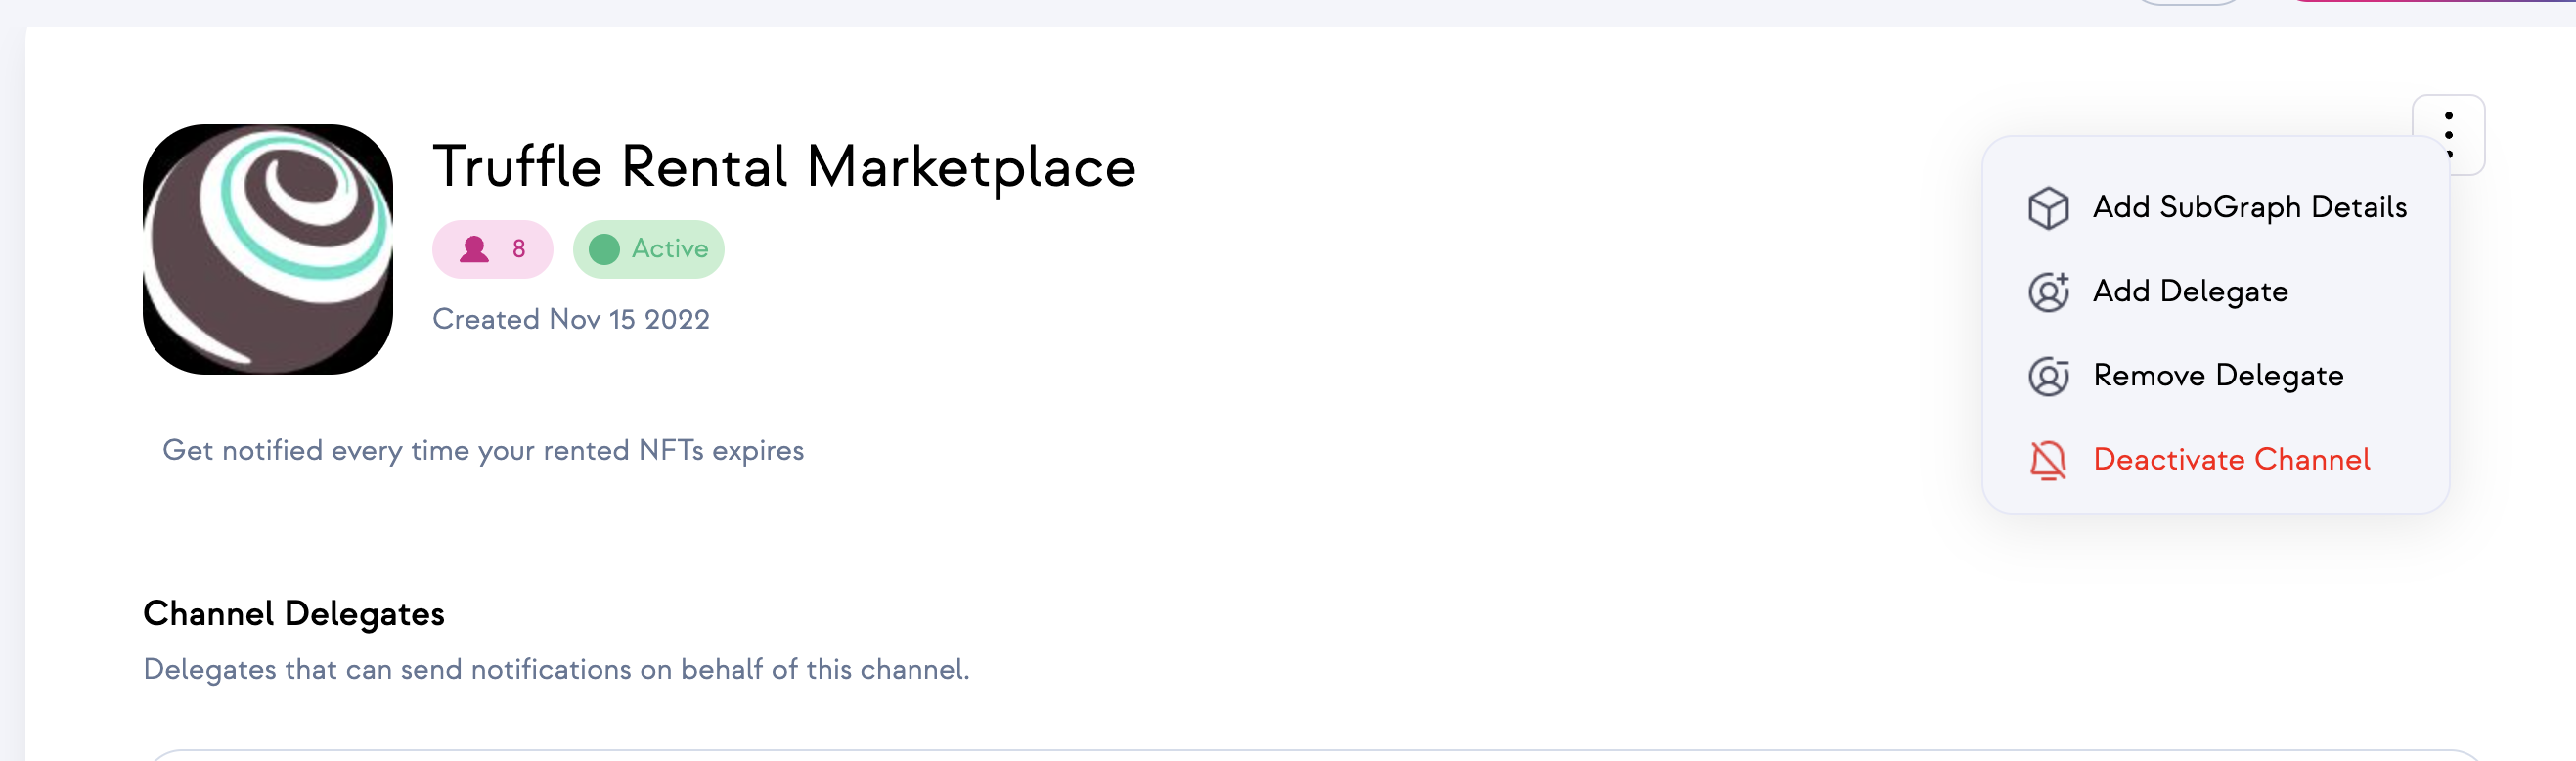 Truffle Rental Marketplace
8
Active
Created Nov 15 2022
Get notified every time your rented NFTs expires
Add SubGraph Details
Add Delegate
Remove Delegate
Deactivate Channel
Channel Delegates
Delegates that can send notifications on behalf of this channel.